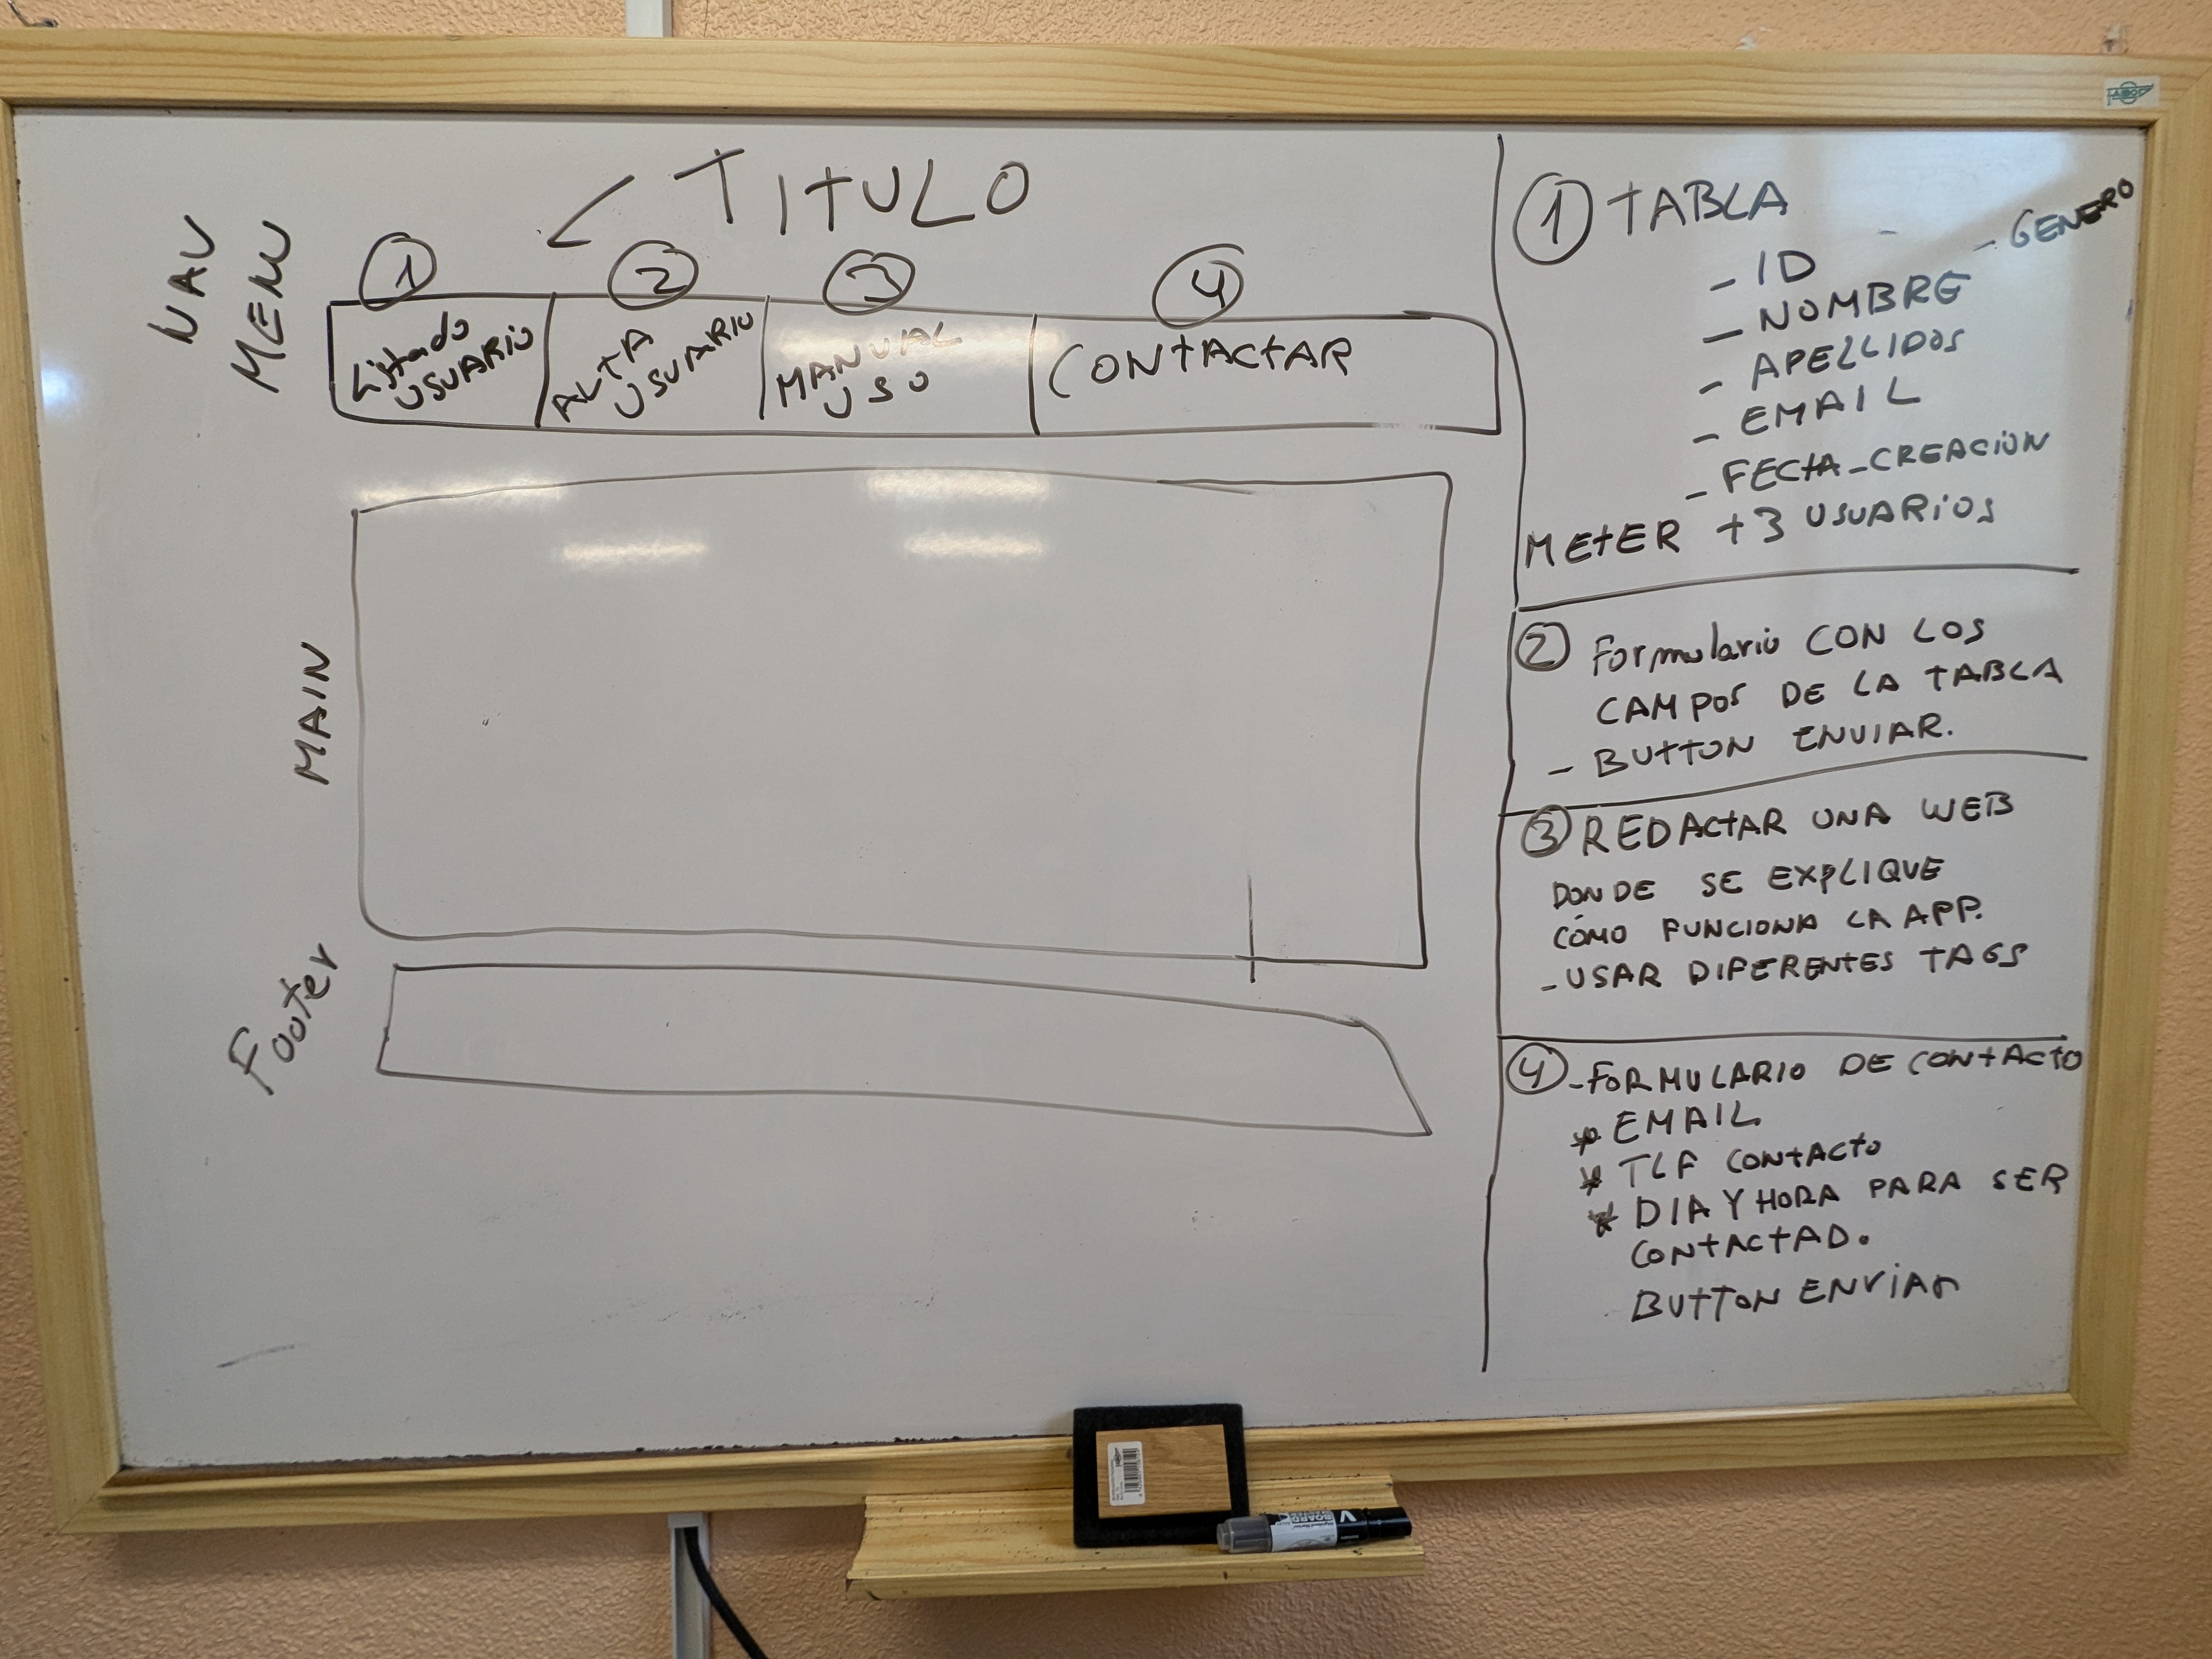 TITULO
NAV
MENU
1
2
3
4
Listado
USUARIO
ALTA
USUARIO
MANUAL
USO
CONTACTAR
MAIN
Footer
1 TABLA
- ID
- GENERO
- NOMBRE
- APELLIDOS
- EMAIL
- FECHA_CREACION
METER +3 USUARIOS
2 Formulario CON LOS
CAMPOS DE LA TABLA
- BUTTON ENVIAR.
3 REDACTAR UNA WEB
DONDE SE EXPLIQUE
CÓMO FUNCIONA LA APP.
- USAR DIFERENTES TAGS
4 - FORMULARIO DE CONTACTO
* EMAIL
* TLF CONTACTO
* DIA Y HORA PARA SER
CONTACTAD.
BUTTON ENVIAR
V
BOARD